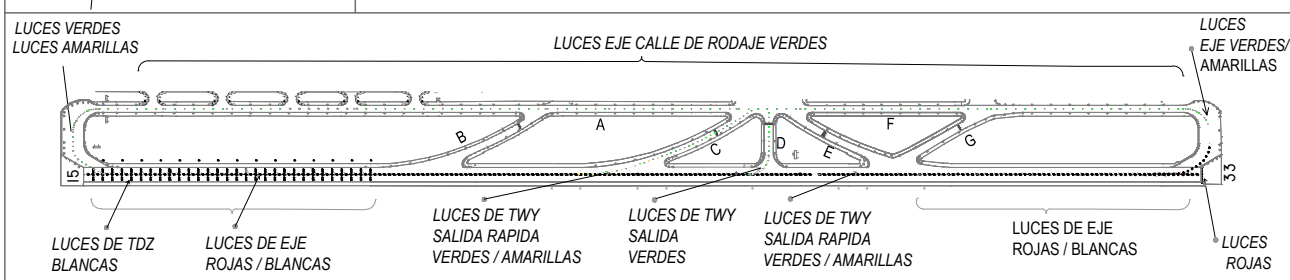 LUCES VERDES
LUCES AMARILLAS
LUCES EJE CALLE DE RODAJE VERDES
LUCES
EJE VERDES/
AMARILLAS
B
A
C
D
E
F
G
15
33
LUCES DE TDZ
BLANCAS
LUCES DE EJE
ROJAS / BLANCAS
LUCES DE TWY
SALIDA RAPIDA
VERDES / AMARILLAS
LUCES DE TWY
SALIDA
VERDES
LUCES DE TWY
SALIDA RAPIDA
VERDES / AMARILLAS
LUCES DE EJE
ROJAS / BLANCAS
LUCES
ROJAS